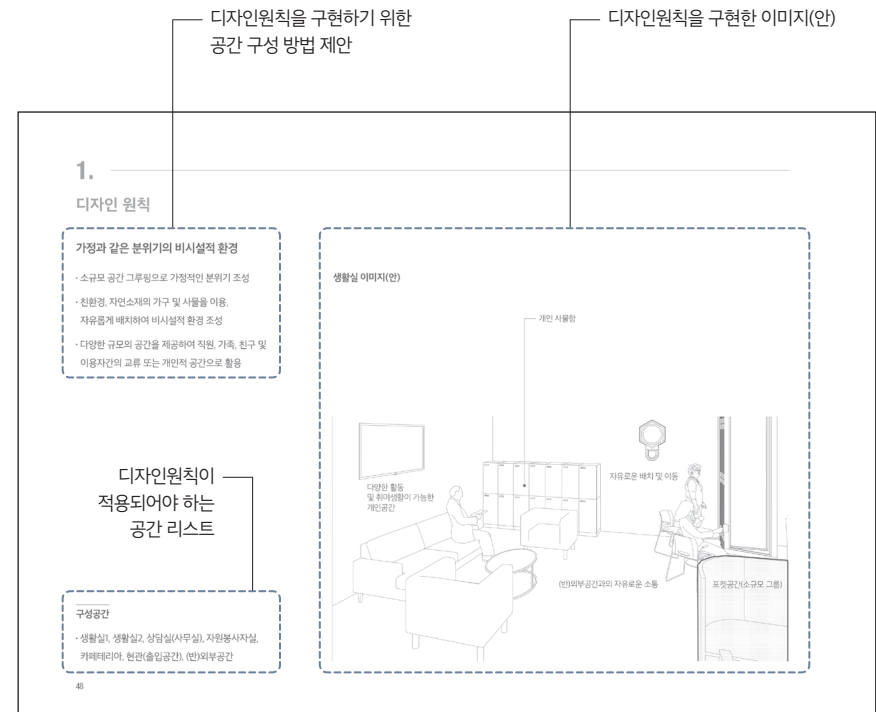 디자인원칙을 구현하기 위한
공간 구성 방법 제안
디자인원칙을 구현한 이미지(안)
1.
디자인 원칙
가정과 같은 분위기의 비시설적 환경
· 소규모 공간 그루핑으로 가정적인 분위기 조성
· 친환경, 자연소재의 가구 및 사물을 이용,
자유롭게 배치하여 비시설적 환경 조성
· 다양한 규모의 공간을 제공하여 직원, 가족, 친구 및
이용자간의 교류 또는 개인적 공간으로 활용
생활실 이미지(안)
개인 사물함
다양한 활동
및 취미생활이 가능한
개인공간
자유로운 배치 및 이동
(반)외부공간과의 자유로운 소통
포켓공간(소규모 그룹)
디자인원칙이
적용되어야 하는
공간 리스트
구성공간
· 생활실1, 생활실2, 상담실(사무실), 자원봉사자실,
카페테리아, 현관(출입공간), (반)외부공간
48